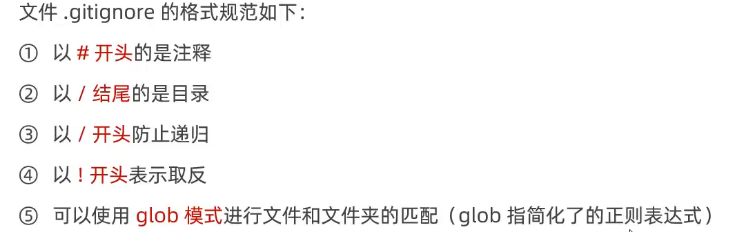 文件 .gitignore 的格式规范如下：
① 以 # 开头的是注释
② 以 / 结尾的是目录
③ 以 / 开头防止递归
④ 以 ! 开头表示取反
⑤ 可以使用 glob 模式进行文件和文件夹的匹配（glob 指简化了的正则表达式）